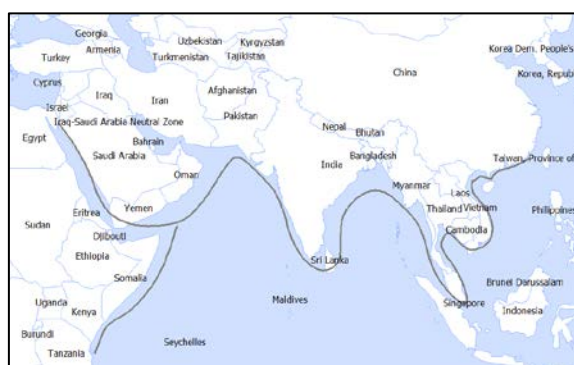 Georgia
Uzbekistan
Kyrgyzstan
Armenia
Turkey
Turkmenistan
Tajikistan
Korea Dem. People's
Cyprus
China
Korea, Republ
Iraq
Iran
Afghanistan
Israel
Iraq-Saudi Arabia Neutral Zone
Pakistan
Egypt
Bahrain
Nepal
Bhutan
Saudi Arabia
Bangladesh
Taiwan, Province of
Oman
Indie
Myanmar
Laos
Yemen
Thailand
Vietnam
Eritrea
Philippines
Sudan
Cambodia
Djibouti
Ethiopia
Sri Lanka
Somalia
Brunei Darussalam
Maldives
Singapore
Uganda
Kenya
Indonesia
Burundi
Seychelles
Tanzania